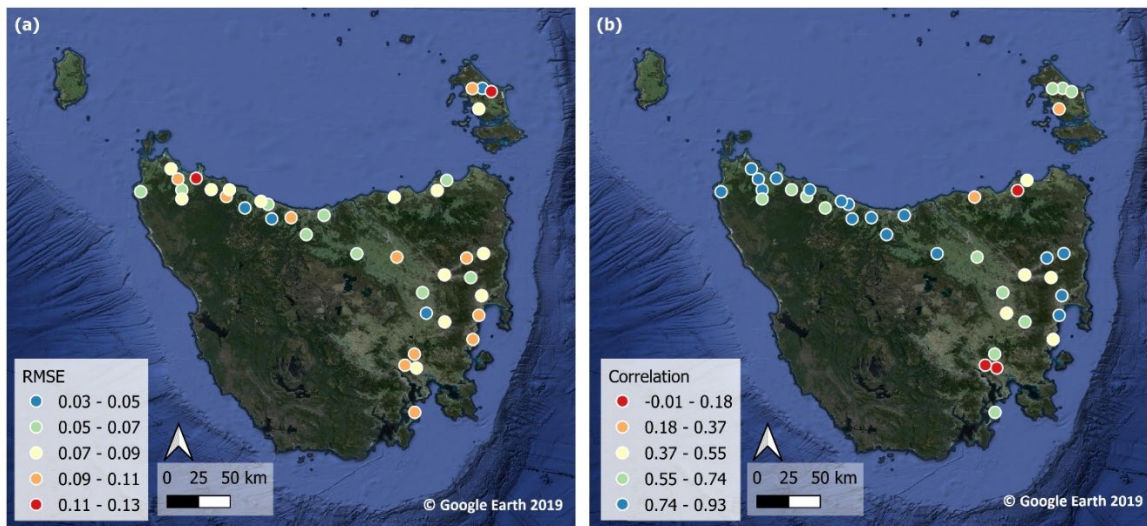 (a)
RMSE
0.03 - 0.05
0.05 - 0.07
0.07 - 0.09
0.09 - 0.11
0.11 - 0.13
0 25 50 km
© Google Earth 2019
(b)
Correlation
-0.01 - 0.18
0.18 - 0.37
0.37 - 0.55
0.55 - 0.74
0.74 - 0.93
0 25 50 km
© Google Earth 2019